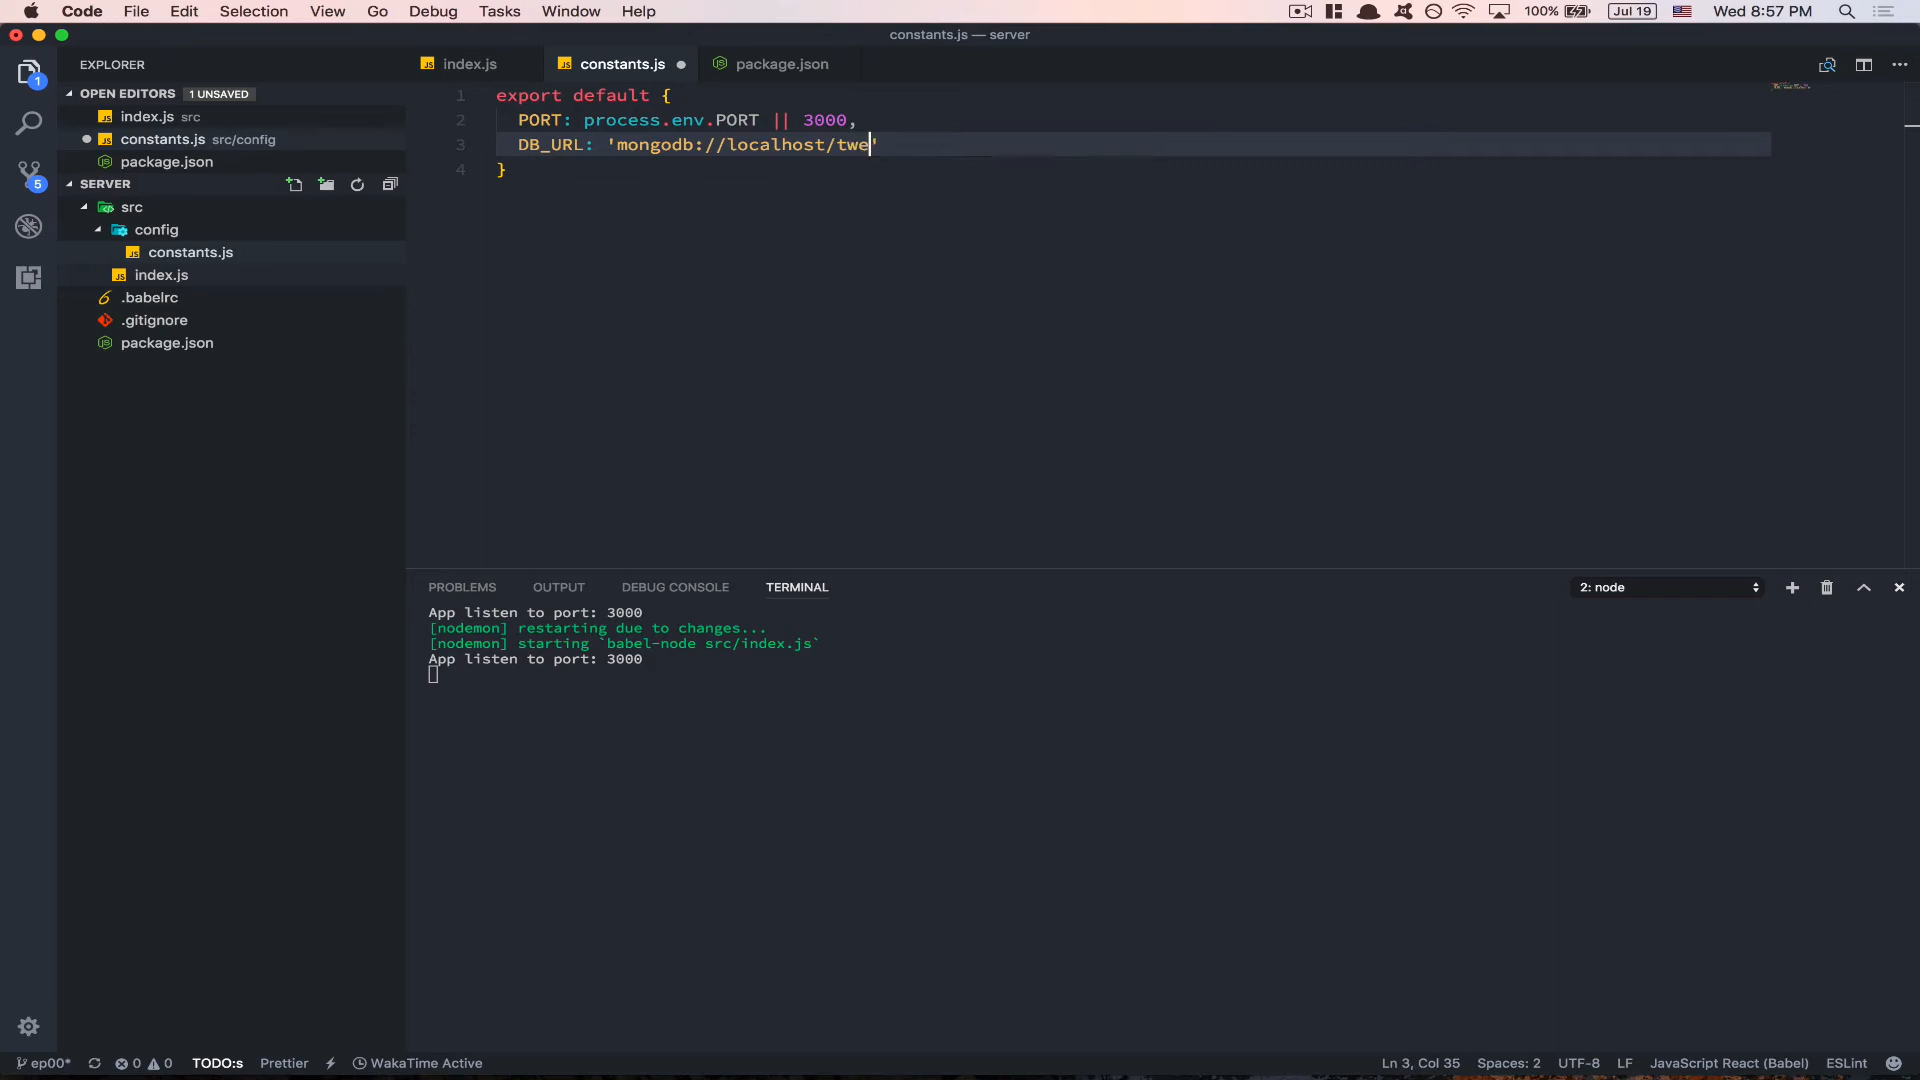 Code File Edit Selection View Go Debug Tasks Window Help 100% Jul 19 Wed 8:57 PM
constants.js — server
EXPLORER
OPEN EDITORS 1 UNSAVED
index.js src
constants.js src/config
package.json
SERVER
src
config
constants.js
index.js
.babelrc
.gitignore
package.json
1
5
index.js constants.js package.json
1 export default {
2 PORT: process.env.PORT || 3000,
3 DB_URL: 'mongodb://localhost/twe'
4 }
PROBLEMS OUTPUT DEBUG CONSOLE TERMINAL 2: node
App listen to port: 3000
[nodemon] restarting due to changes...
[nodemon] starting `babel-node src/index.js`
App listen to port: 3000
ep00* 0 0 TODO:s Prettier WakaTime Active Ln 3, Col 35 Spaces: 2 UTF-8 LF JavaScript React (Babel) ESLint